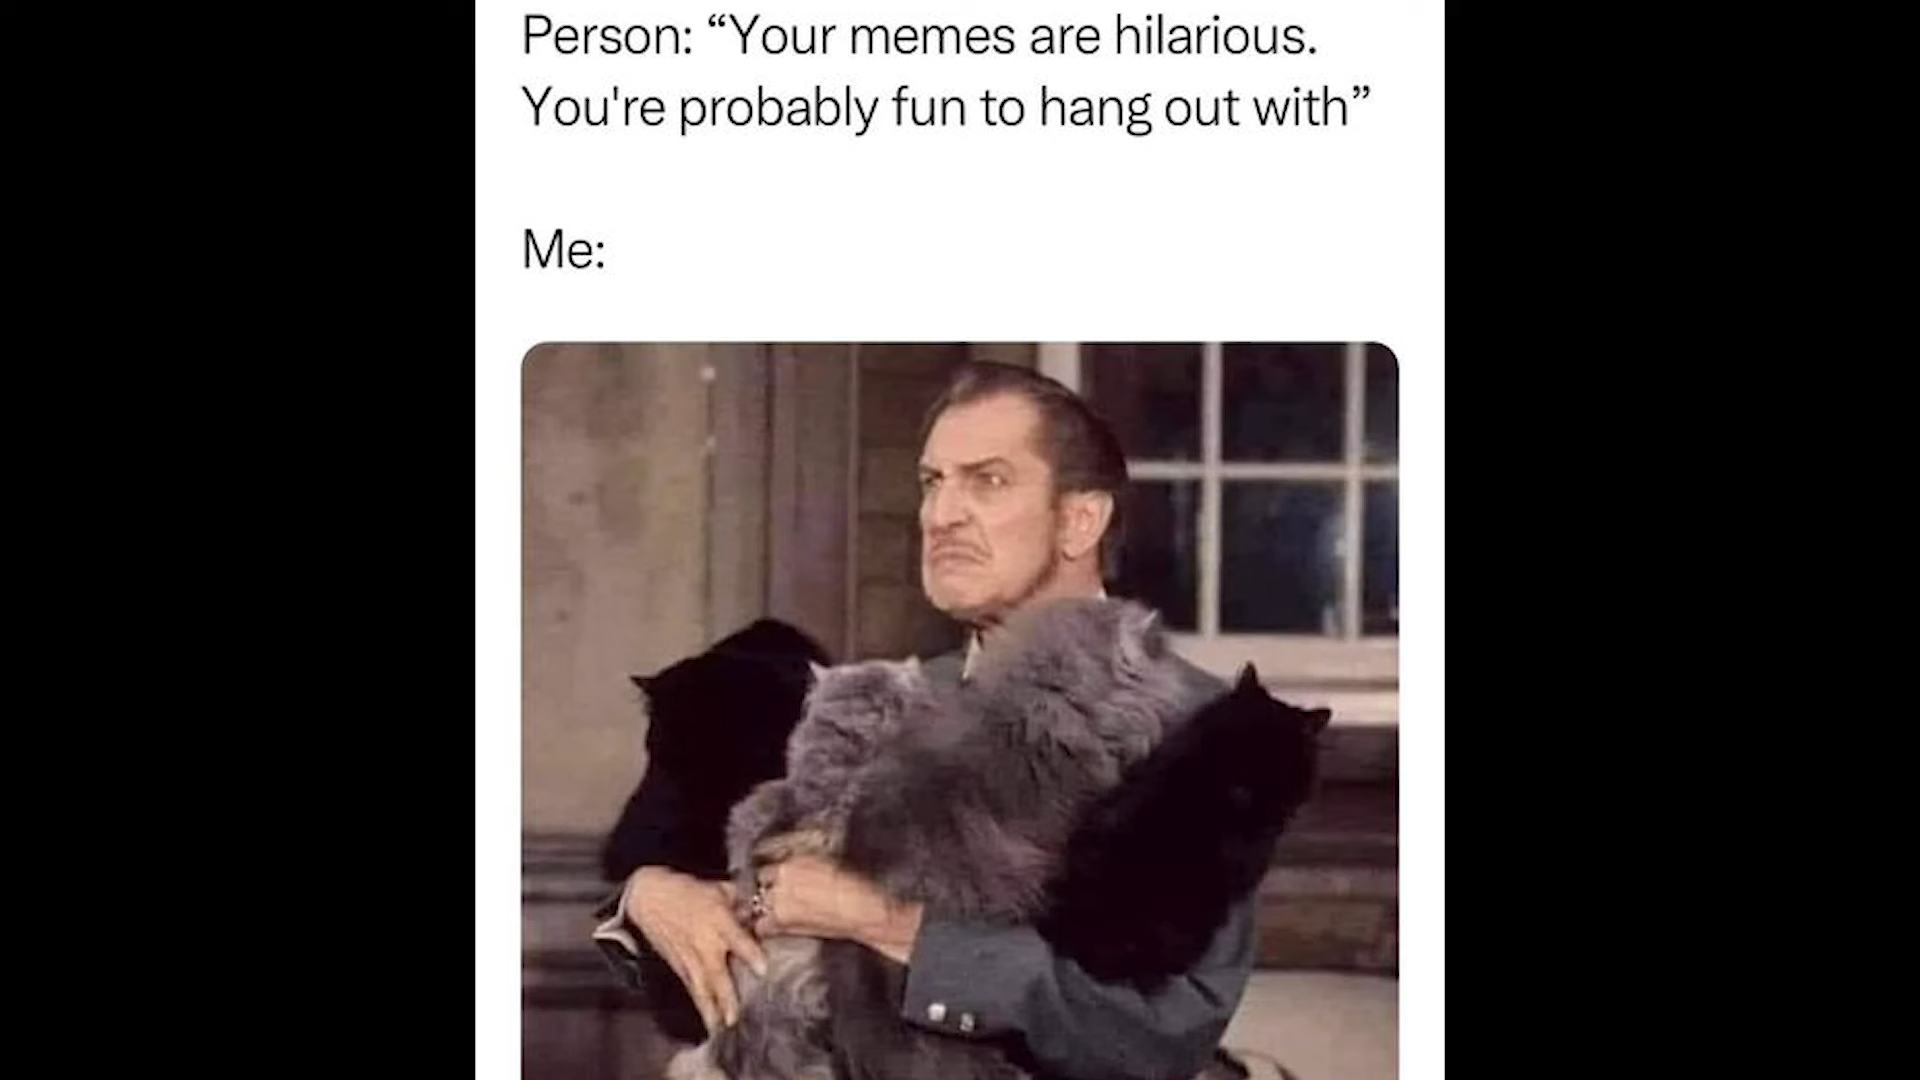 Person: “Your memes are hilarious.
You're probably fun to hang out with”
Me: